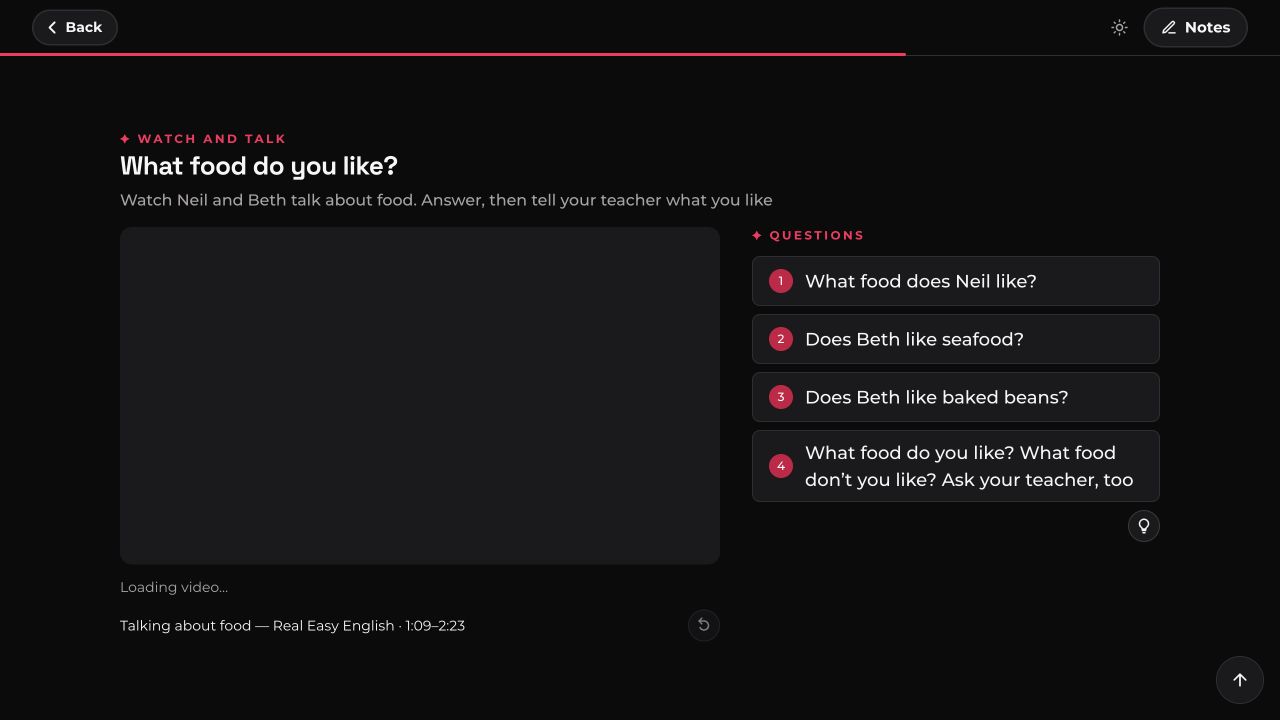 Back
Notes
WATCH AND TALK
What food do you like?
Watch Neil and Beth talk about food. Answer, then tell your teacher what you like
QUESTIONS
1 What food does Neil like?
2 Does Beth like seafood?
3 Does Beth like baked beans?
4 What food do you like? What food
don’t you like? Ask your teacher, too
Loading video…
Talking about food — Real Easy English · 1:09–2:23